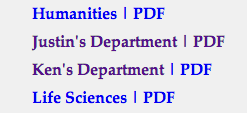 Humanities | PDF
Justin's Department | PDF
Ken's Department | PDF
Life Sciences | PDF